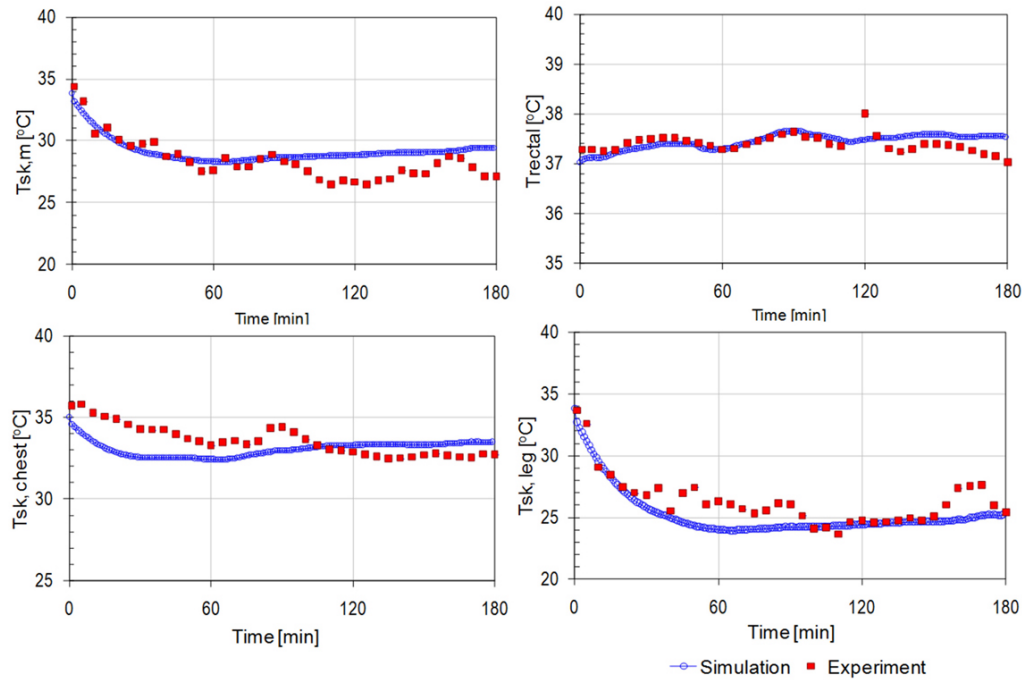 40
35
30
25
20
Tsk,m [°C]
0 60 120 180
Time [min]
40
39
38
37
36
35
Trectal [°C]
0 60 120 180
Time [min]
40
35
30
25
Tsk, chest [°C]
0 60 120 180
Time [min]
40
35
30
25
20
Tsk, leg [°C]
0 60 120 180
Time [min]
Simulation Experiment